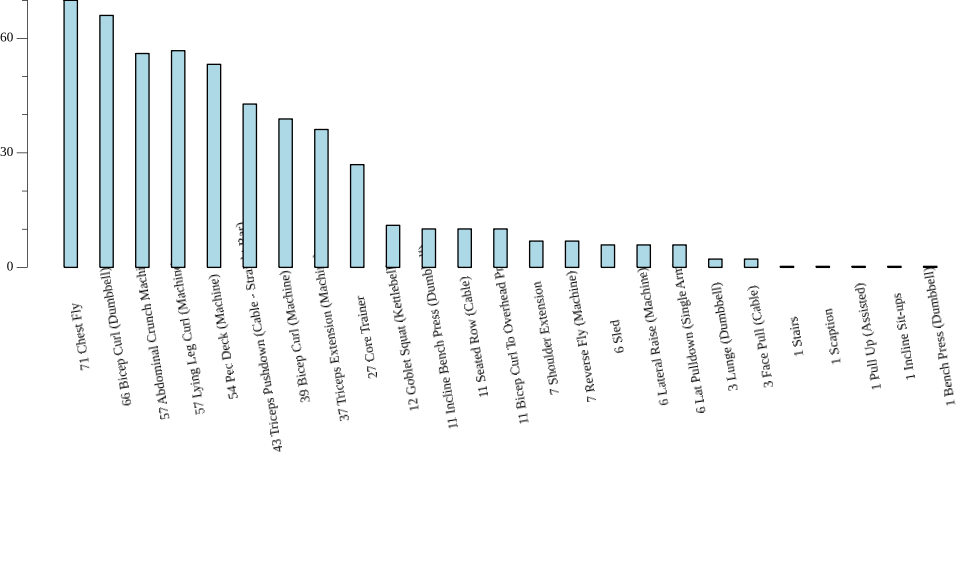 60
30
0
71 Chest Fly
66 Bicep Curl (Dumbbell)
57 Abdominal Crunch Machi
57 Lying Leg Curl (Machine
54 Pec Deck (Machine)
43 Triceps Pushdown (Cable - Stra Bar)
39 Bicep Curl (Machine)
37 Triceps Extension (Machin
27 Core Trainer
12 Goblet Squat (Kettlebell
11 Incline Bench Press (Dumb ll)
11 Seated Row (Cable)
11 Bicep Curl To Overhead Pr
7 Shoulder Extension
7 Reverse Fly (Machine)
6 Sled
6 Lateral Raise (Machine)
6 Lat Pulldown (Single Arm
3 Lunge (Dumbbell)
3 Face Pull (Cable)
1 Stairs
1 Scaption
1 Pull Up (Assisted)
1 Incline Sit-ups
1 Bench Press (Dumbbell)